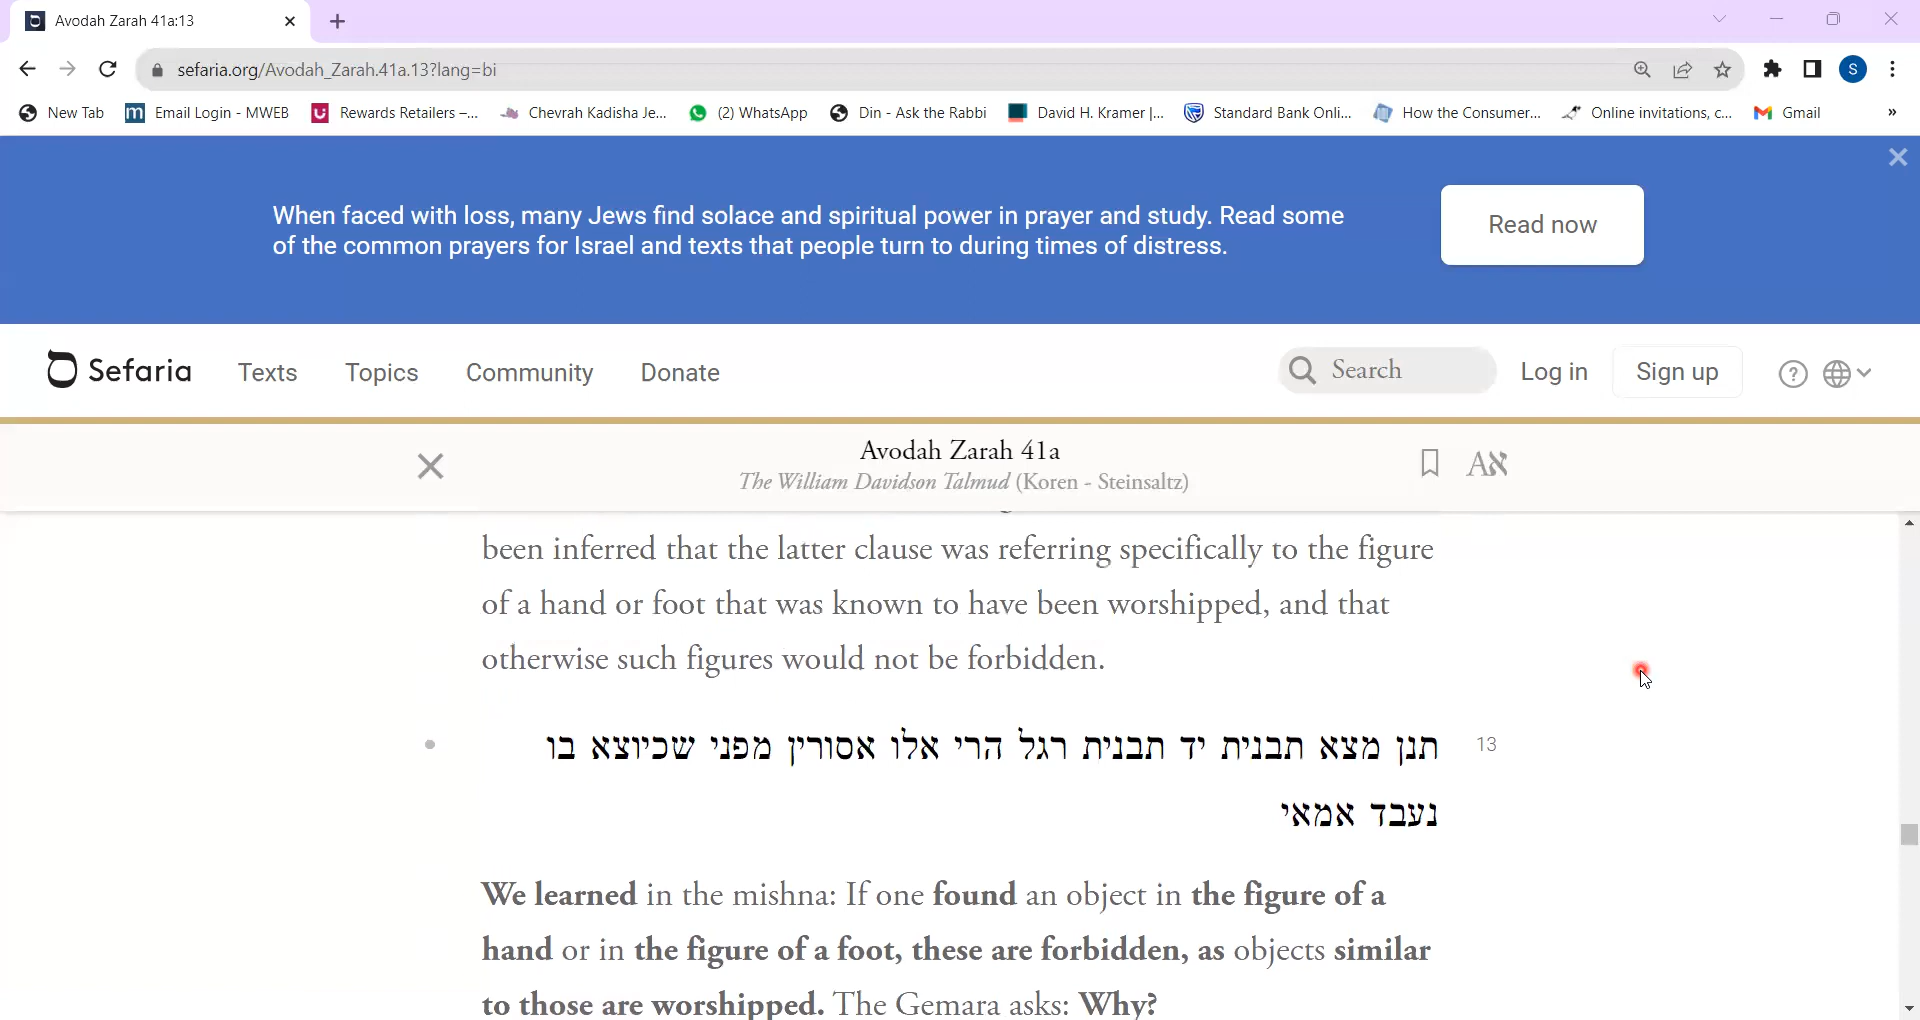 Avodah Zarah 41a:13
sefaria.org/Avodah_Zarah.41a.13?lang=bi
S
New Tab
Email Login - MWEB
Rewards Retailers –...
Chevrah Kadisha Je...
(2) WhatsApp
Din - Ask the Rabbi
David H. Kramer |...
Standard Bank Onli...
How the Consumer...
Online invitations, c...
Gmail
»
When faced with loss, many Jews find solace and spiritual power in prayer and study. Read some
of the common prayers for Israel and texts that people turn to during times of distress.
Read now
Sefaria
Texts
Topics
Community
Donate
Search
Log in
Sign up
Avodah Zarah 41a
The William Davidson Talmud (Koren - Steinsaltz)
Aא
been inferred that the latter clause was referring specifically to the figure
of a hand or foot that was known to have been worshipped, and that
otherwise such figures would not be forbidden.
13
תנן מצא תבנית יד תבנית רגל הרי אלו אסורין מפני שכיוצא בו
נעבד אמאי
We learned in the mishna: If one found an object in the figure of a
hand or in the figure of a foot, these are forbidden, as objects similar
to those are worshipped. The Gemara asks: Why?